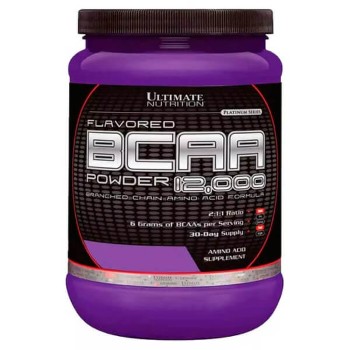 ULTIMATE
NUTRITION
PLATINUM SERIES
FLAVORED
BCAA
POWDER 12,000
BRANCHED-CHAIN-AMINO-ACID FORMULA
2:1:1 Ratio
6 Grams of BCAAs per Serving
30-Day Supply
AMINO ACID
SUPPLEMENT